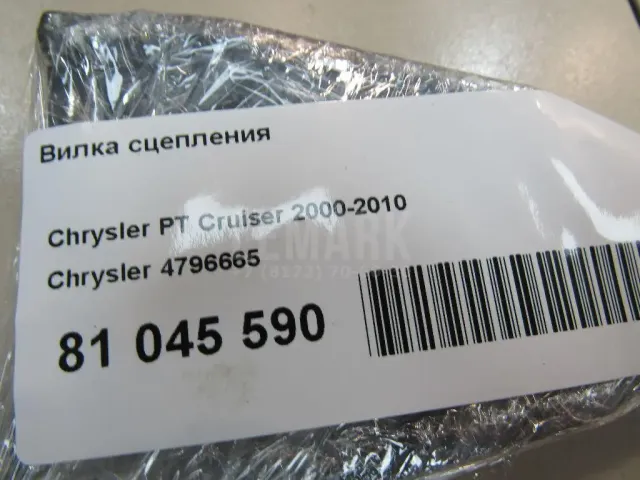 Вилка сцепления
Chrysler PT Cruiser 2000-2010
Chrysler 4796665
81 045 590